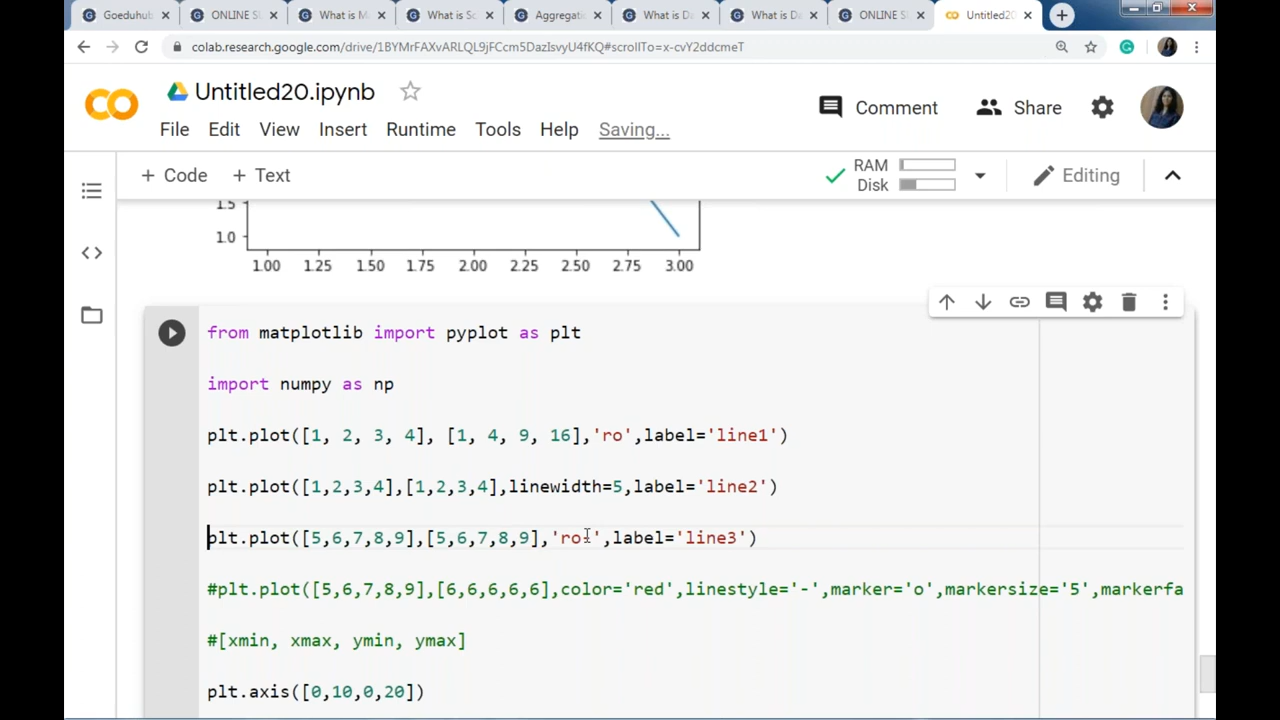 Goeduhub
ONLINE SU
What is Ma
What is Sc
Aggregati
What is Da
What is Da
ONLINE SU
Untitled20.i
colab.research.google.com/drive/1BYMrFAXvARLQL9jFCcm5DazIsvyU4fKQ#scrollTo=x-cvY2ddcmeT
Untitled20.ipynb
Comment
Share
File Edit View Insert Runtime Tools Help Saving...
+ Code + Text
RAM
Disk
Editing
1.5
1.0
1.00 1.25 1.50 1.75 2.00 2.25 2.50 2.75 3.00
from matplotlib import pyplot as plt
import numpy as np
plt.plot([1, 2, 3, 4], [1, 4, 9, 16],'ro',label='line1')
plt.plot([1,2,3,4],[1,2,3,4],linewidth=5,label='line2')
plt.plot([5,6,7,8,9],[5,6,7,8,9],'ro-',label='line3')
#plt.plot([5,6,7,8,9],[6,6,6,6,6],color='red',linestyle='-',marker='o',markersize='5',markerfa
#[xmin, xmax, ymin, ymax]
plt.axis([0,10,0,20])